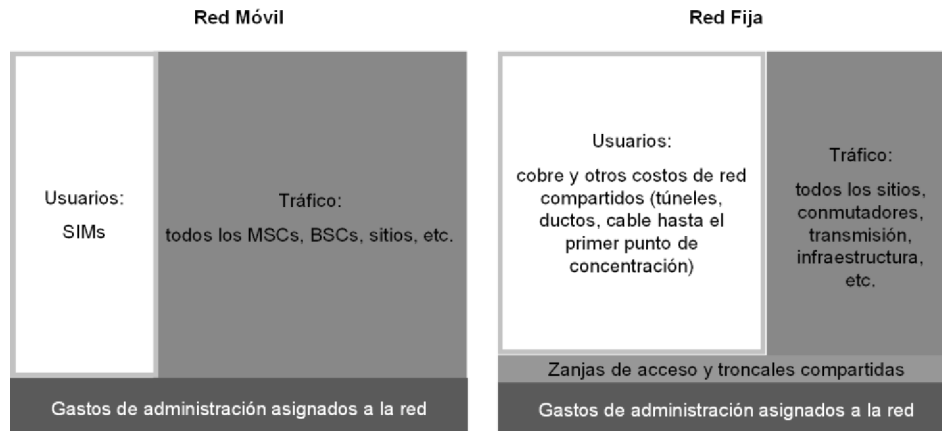 Red Móvil
Usuarios:
SIMs
Tráfico:
todos los MSCs, BSCs, sitios, etc.
Gastos de administración asignados a la red
Red Fija
Usuarios:
cobre y otros costos de red
compartidos (túneles,
ductos, cable hasta el
primer punto de
concentración)
Tráfico:
todos los sitios,
conmutadores,
transmisión,
infraestructura,
etc.
Zanjas de acceso y troncales compartidas
Gastos de administración asignados a la red